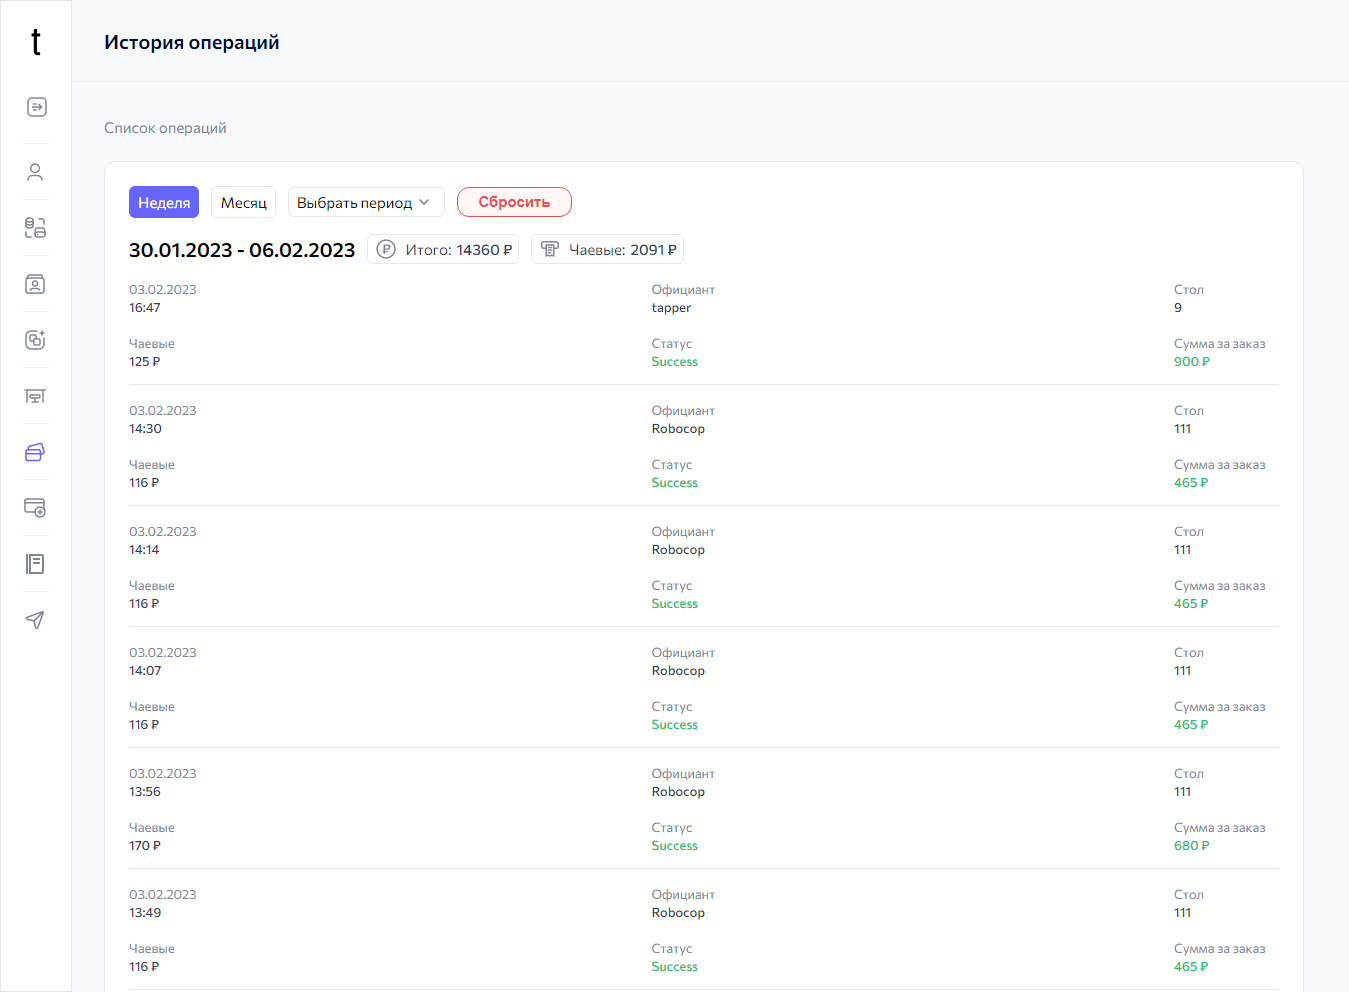 t
История операций
Список операций
Неделя Месяц Выбрать период Сбросить
30.01.2023 - 06.02.2023 Итого: 14360 ₽ Чаевые: 2091 ₽
03.02.2023 Официант Стол
16:47 tapper 9
Чаевые Статус Сумма за заказ
125 ₽ Success 900 ₽
03.02.2023 Официант Стол
14:30 Robocop 111
Чаевые Статус Сумма за заказ
116 ₽ Success 465 ₽
03.02.2023 Официант Стол
14:14 Robocop 111
Чаевые Статус Сумма за заказ
116 ₽ Success 465 ₽
03.02.2023 Официант Стол
14:07 Robocop 111
Чаевые Статус Сумма за заказ
116 ₽ Success 465 ₽
03.02.2023 Официант Стол
13:56 Robocop 111
Чаевые Статус Сумма за заказ
170 ₽ Success 680 ₽
03.02.2023 Официант Стол
13:49 Robocop 111
Чаевые Статус Сумма за заказ
116 ₽ Success 465 ₽